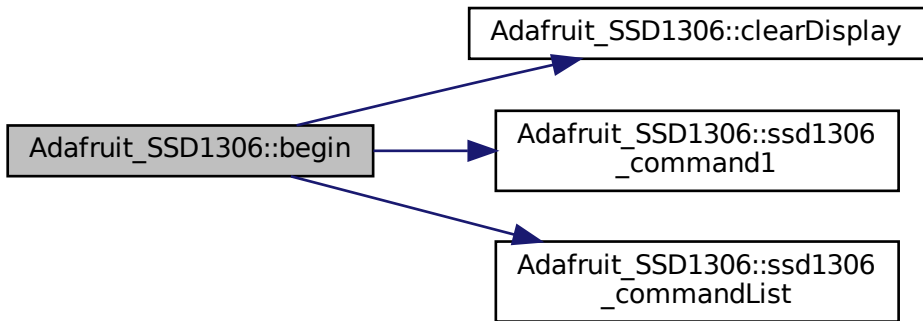 Adafruit_SSD1306::clearDisplay
Adafruit_SSD1306::begin
Adafruit_SSD1306::ssd1306
_command1
Adafruit_SSD1306::ssd1306
_commandList